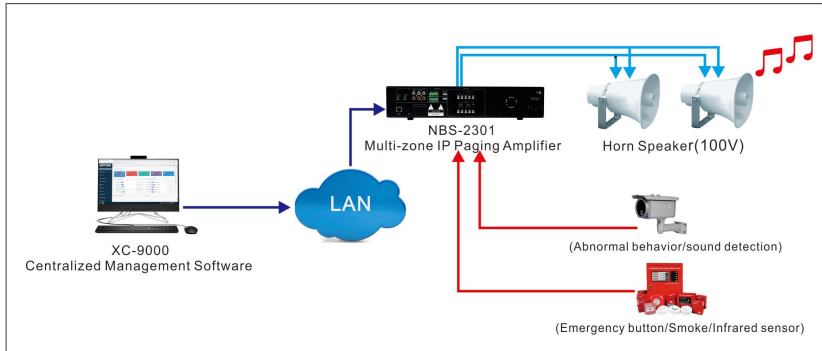 NBS-2301
Multi-zone IP Paging Amplifier
Horn Speaker(100V)
LAN
XC-9000
Centralized Management Software
(Abnormal behavior/sound detection)
(Emergency button/Smoke/Infrared sensor)